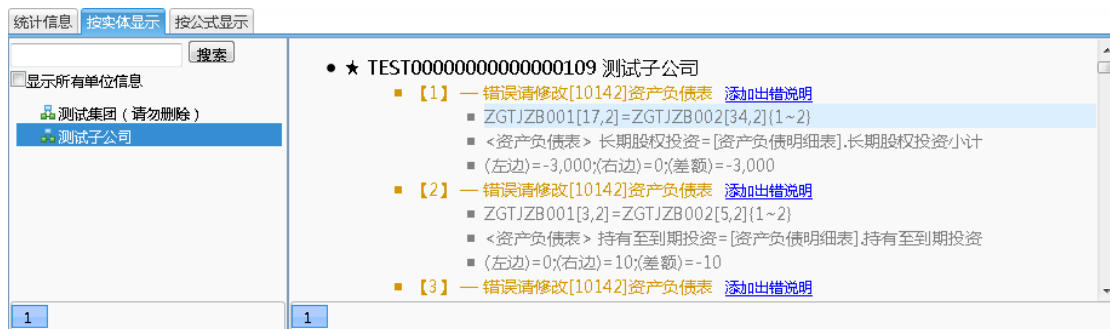 统计信息 按实体显示 按公式显示
搜索
显示所有单位信息
测试集团（请勿删除）
测试子公司
1
● ★ TEST00000000000000109 测试子公司
■ 【1】 — 错误请修改[10142]资产负债表 添加出错说明
■ ZGTJZB001[17,2]=ZGTJZB002[34,2]{1~2}
■ <资产负债表> 长期股权投资=[资产负债明细表].长期股权投资小计
■ (左边)=-3,000;(右边)=0;(差额)=-3,000
■ 【2】 — 错误请修改[10142]资产负债表 添加出错说明
■ ZGTJZB001[3,2]=ZGTJZB002[5,2]{1~2}
■ <资产负债表> 持有至到期投资=[资产负债明细表].持有至到期投资
■ (左边)=0;(右边)=10;(差额)=-10
■ 【3】 — 错误请修改[10142]资产负债表 添加出错说明
1